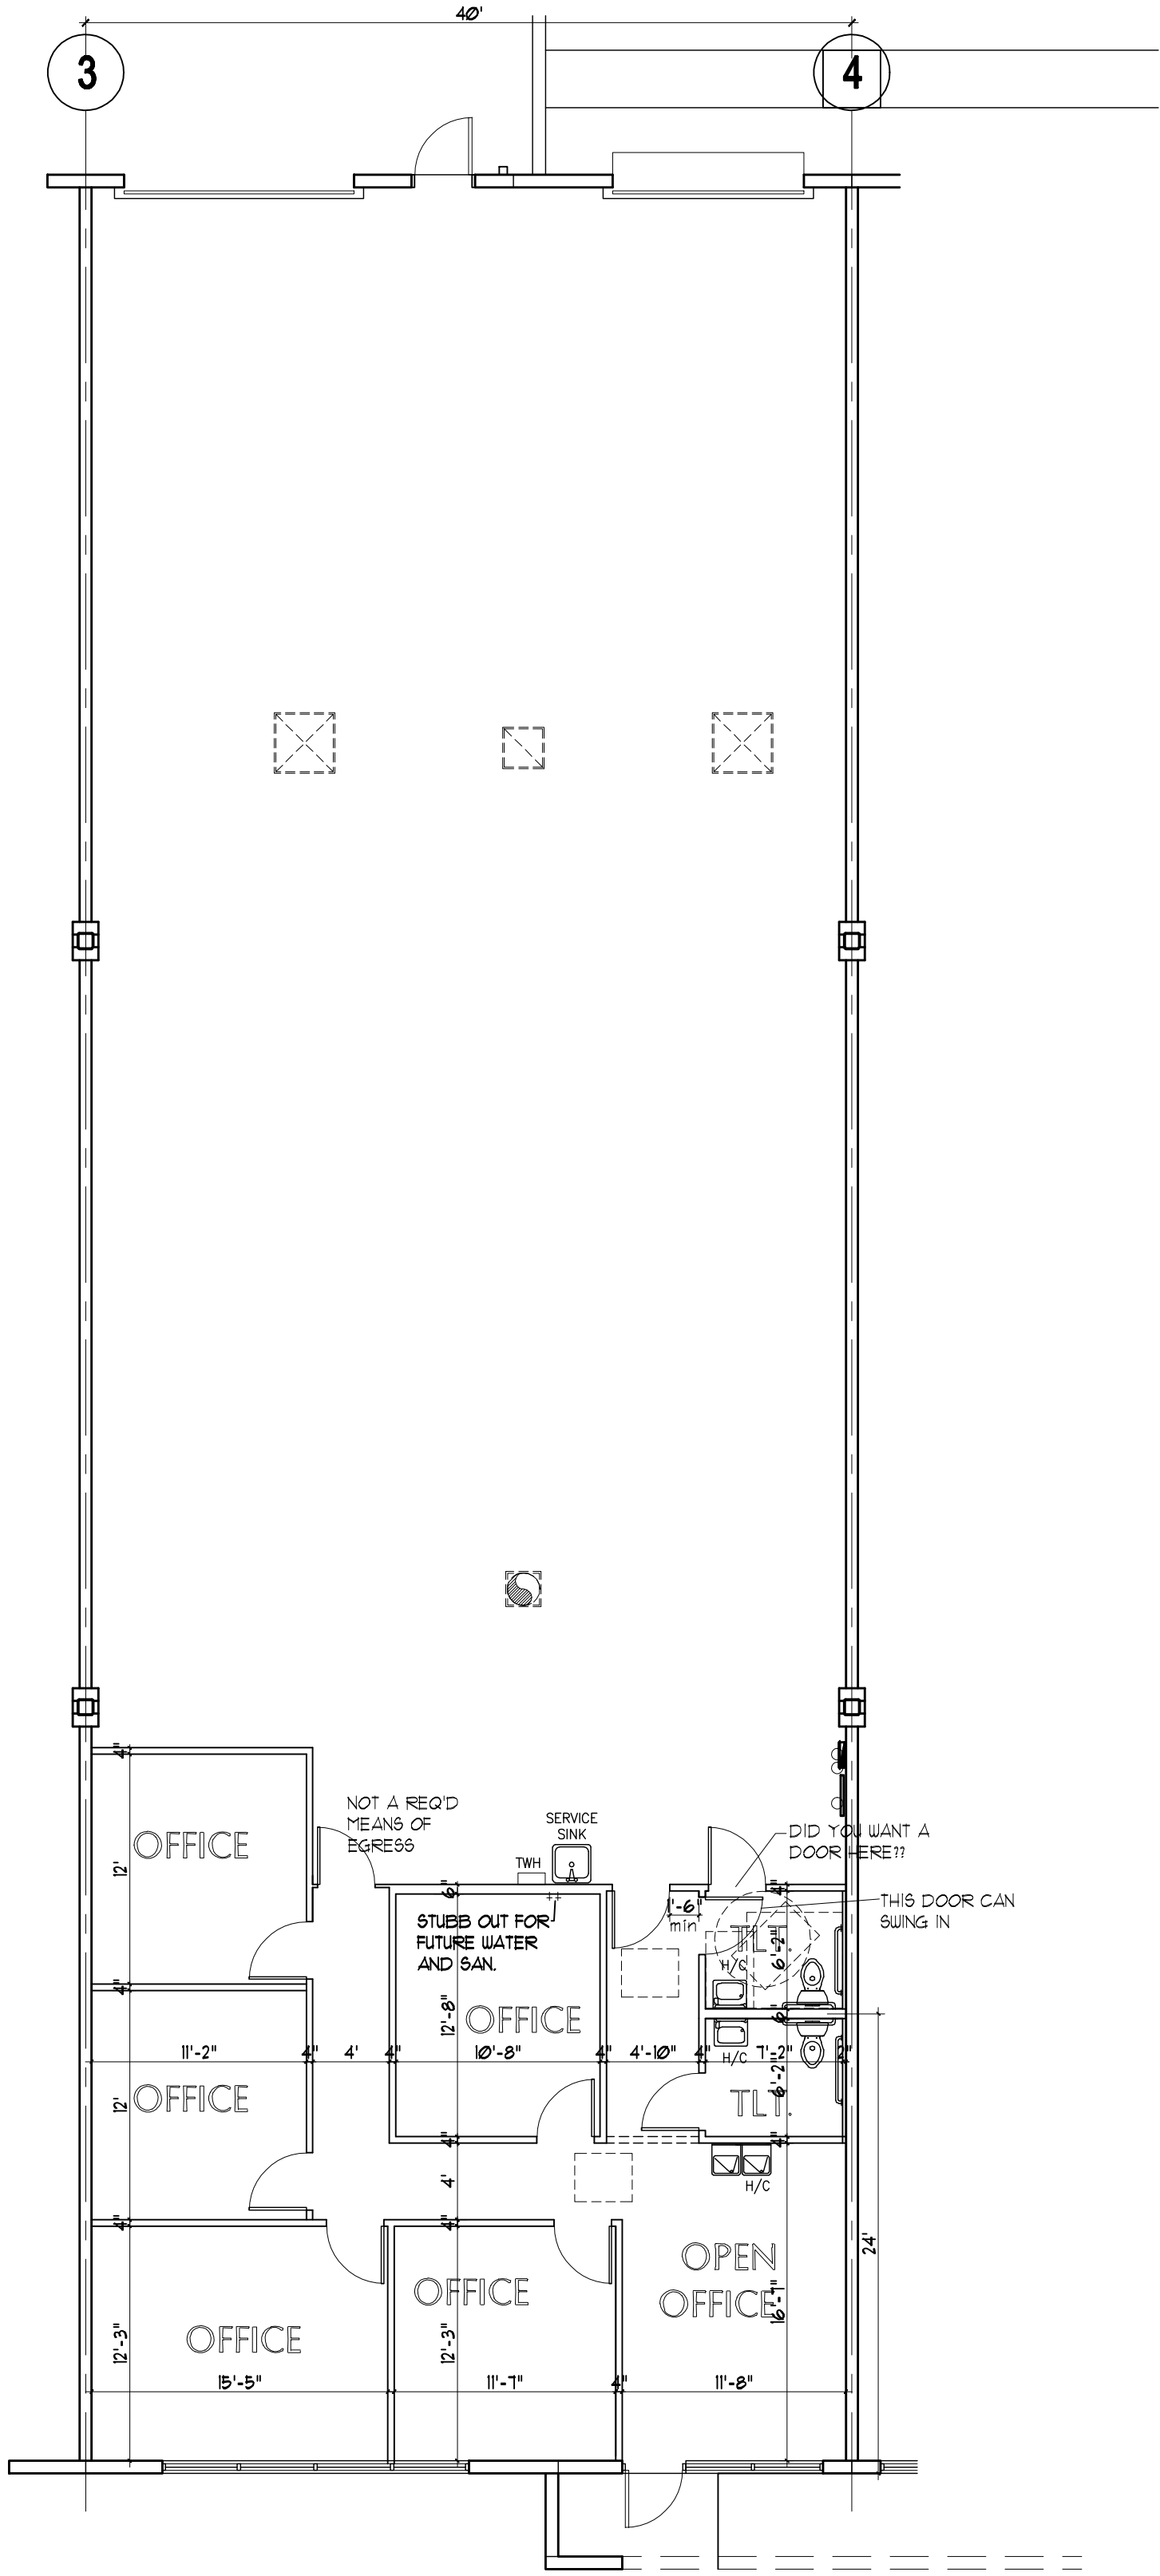 40'
3
4
4"
OFFICE
12'
NOT A REQ'D
MEANS OF
EGRESS
SERVICE
SINK
TWH
DID YOU WANT A
DOOR HERE??
THIS DOOR CAN
SWING IN
6"
4"
1'-6"
min
STUBB OUT FOR
FUTURE WATER
AND SAN.
TLT.
6'-2"
H/C
4"
12'-8"
OFFICE
6"
11'-2"
4"
4'
4"
10'-8"
4"
4'-10"
4"
H/C
7'-2"
2"
6'-2"
OFFICE
12'
TLT.
4"
4"
4'
H/C
4"
4"
24'
OPEN
OFFICE
OFFICE
16'-7"
OFFICE
12'-3"
12'-3"
15'-5"
11'-7"
4"
11'-8"